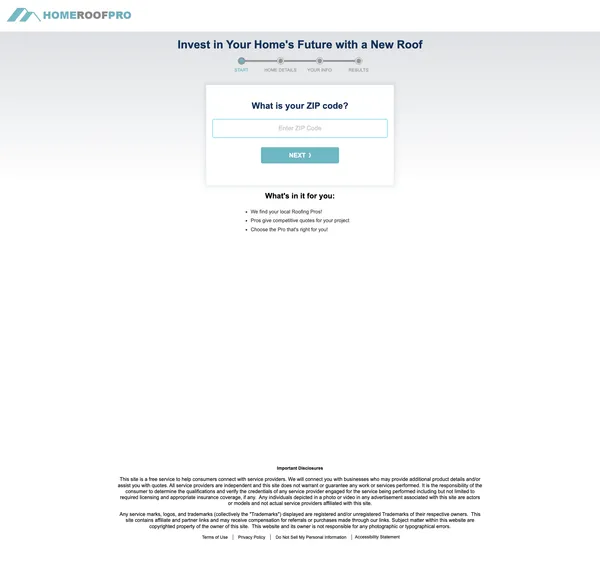 HOMEROOFPRO
Invest in Your Home's Future with a New Roof
START HOME DETAILS YOUR INFO RESULTS
What is your ZIP code?
Enter ZIP Code
NEXT ⟩
What's in it for you:
• We find your local Roofing Pros!
• Pros give competitive quotes for your project
• Choose the Pro that's right for you!
Important Disclosures
This site is a free service to help consumers connect with service providers. We will connect you with businesses who may provide additional product details and/or
assist you with quotes. All service providers are independent and this site does not warrant or guarantee any work or services performed. It is the responsibility of the
consumer to determine the qualifications and verify the credentials of any service provider engaged for the service being performed including but not limited to
required licensing and appropriate insurance coverage, if any. Any individuals depicted in a photo or video in any advertisement associated with this site are actors
or models and not actual service providers affiliated with this site.
Any service marks, logos, and trademarks (collectively the "Trademarks") displayed are registered and/or unregistered Trademarks of their respective owners. This
site contains affiliate and partner links and may receive compensation for referrals or purchases made through our links. Subject matter within this website are
copyrighted property of the owner of this site. This website and its owner is not responsible for any photographic or typographical errors.
Terms of Use | Privacy Policy | Do Not Sell My Personal Information | Accessibility Statement